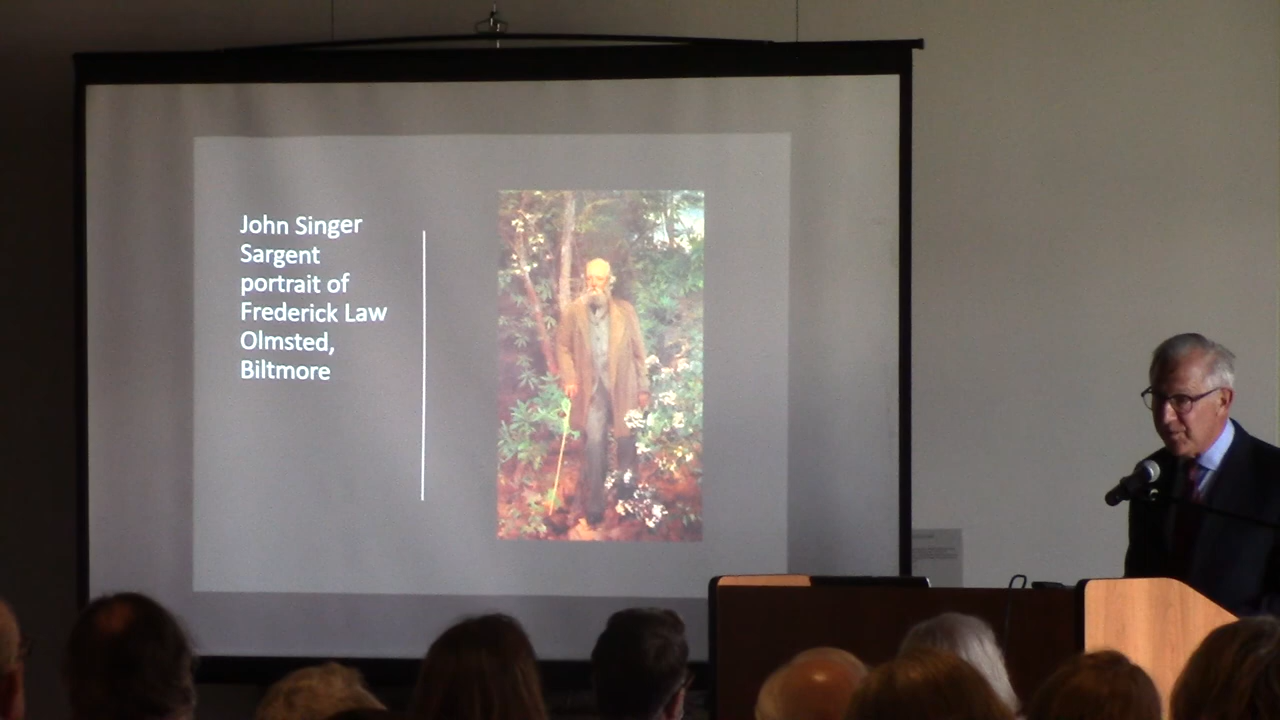 John Singer
Sargent
portrait of
Frederick Law
Olmsted,
Biltmore